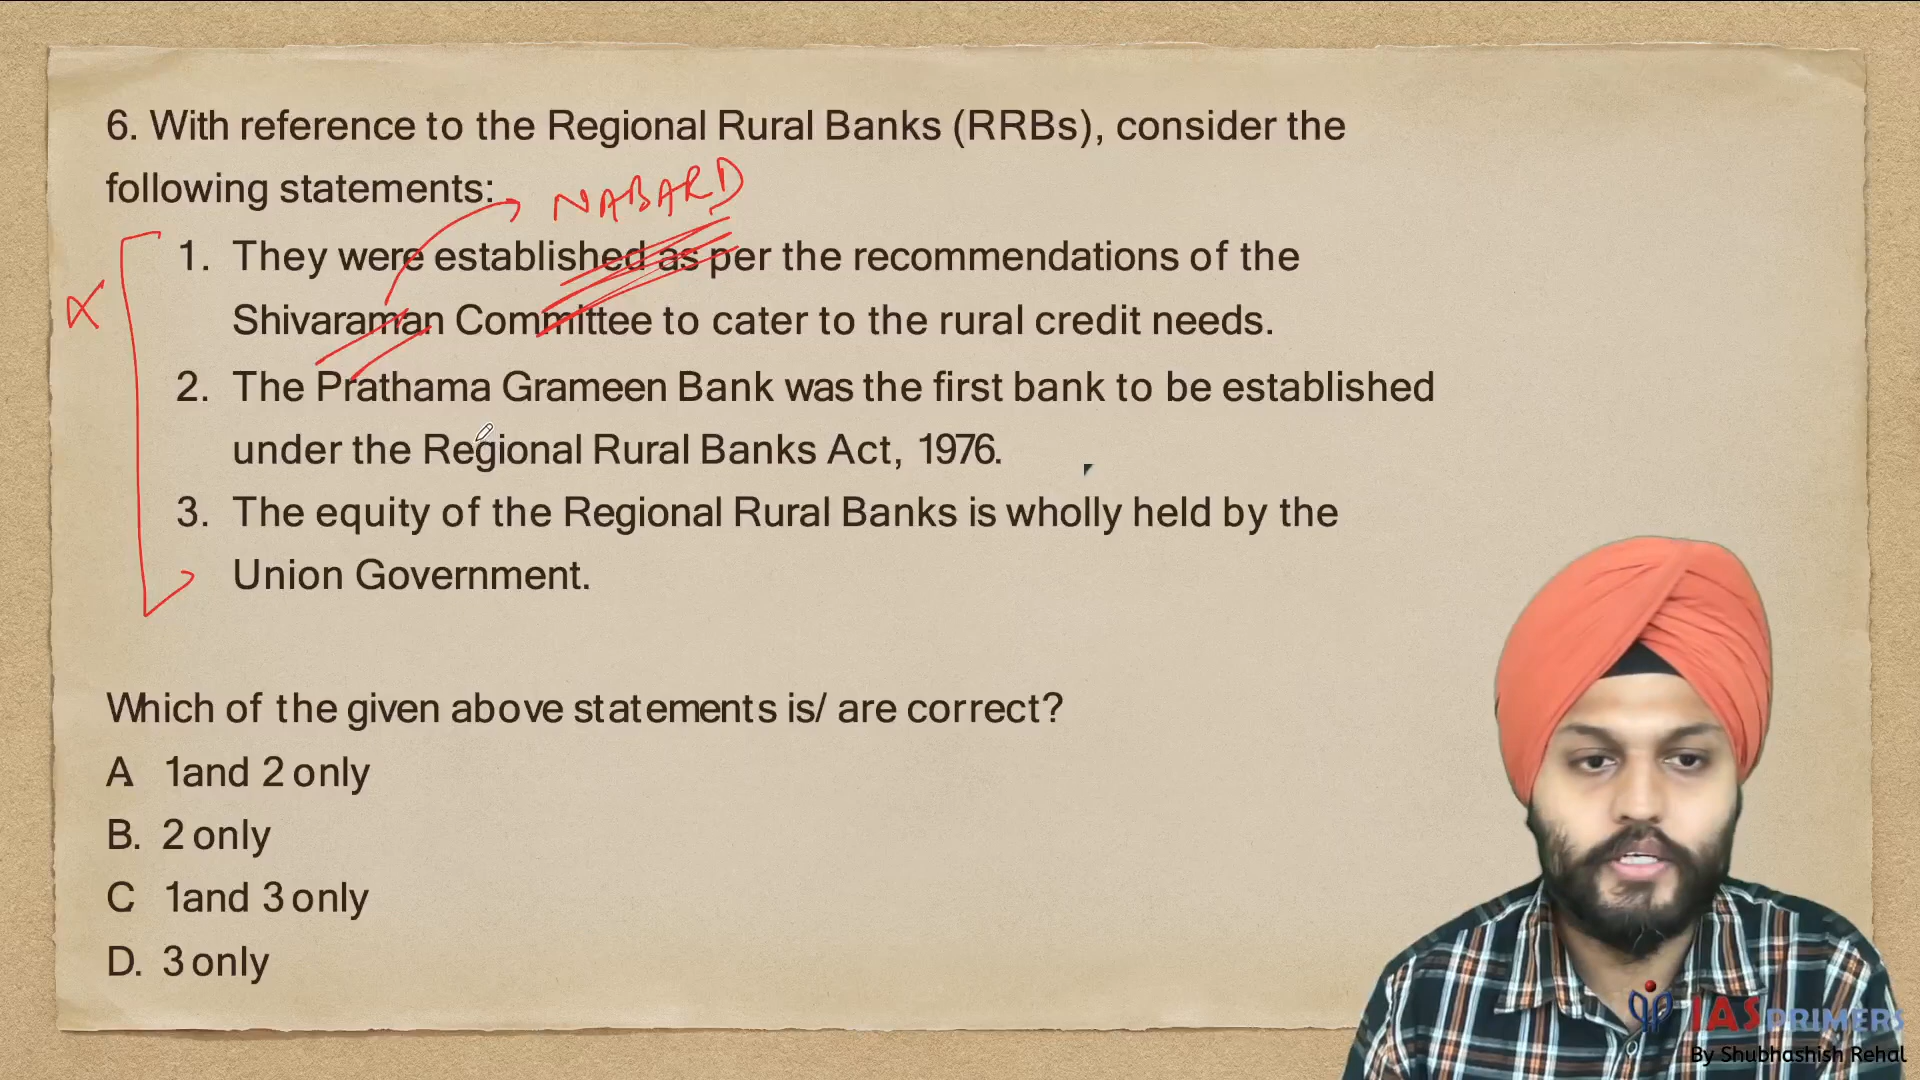 6. With reference to the Regional Rural Banks (RRBs), consider the
following statements:
NABARD
1. They were established as per the recommendations of the
Shivaraman Committee to cater to the rural credit needs.
2. The Prathama Grameen Bank was the first bank to be established
under the Regional Rural Banks Act, 1976.
3. The equity of the Regional Rural Banks is wholly held by the
Union Government.
Which of the given above statements is/ are correct?
A 1and 2 only
B. 2 only
C 1and 3 only
D. 3 only
IAS PRIMERS
By Shubhashish Rehal